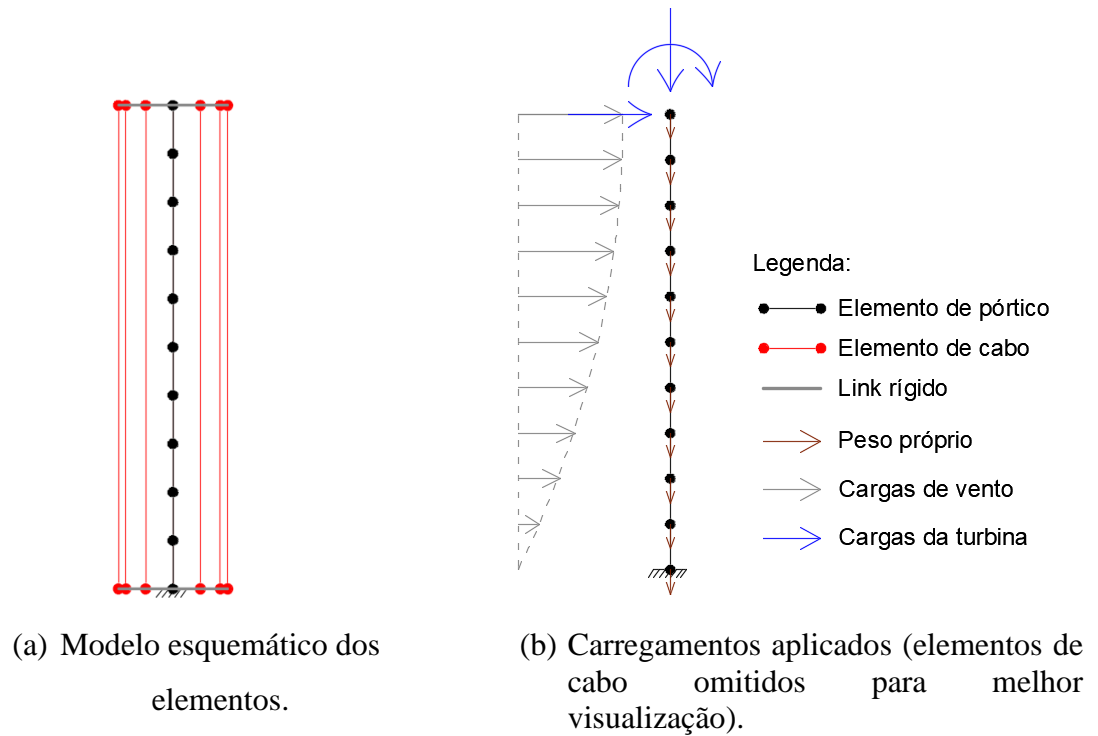 Legenda:
Elemento de pórtico
Elemento de cabo
Link rígido
Peso próprio
Cargas de vento
Cargas da turbina
(a) Modelo esquemático dos
elementos.
(b) Carregamentos aplicados (elementos de
cabo omitidos para melhor
visualização).